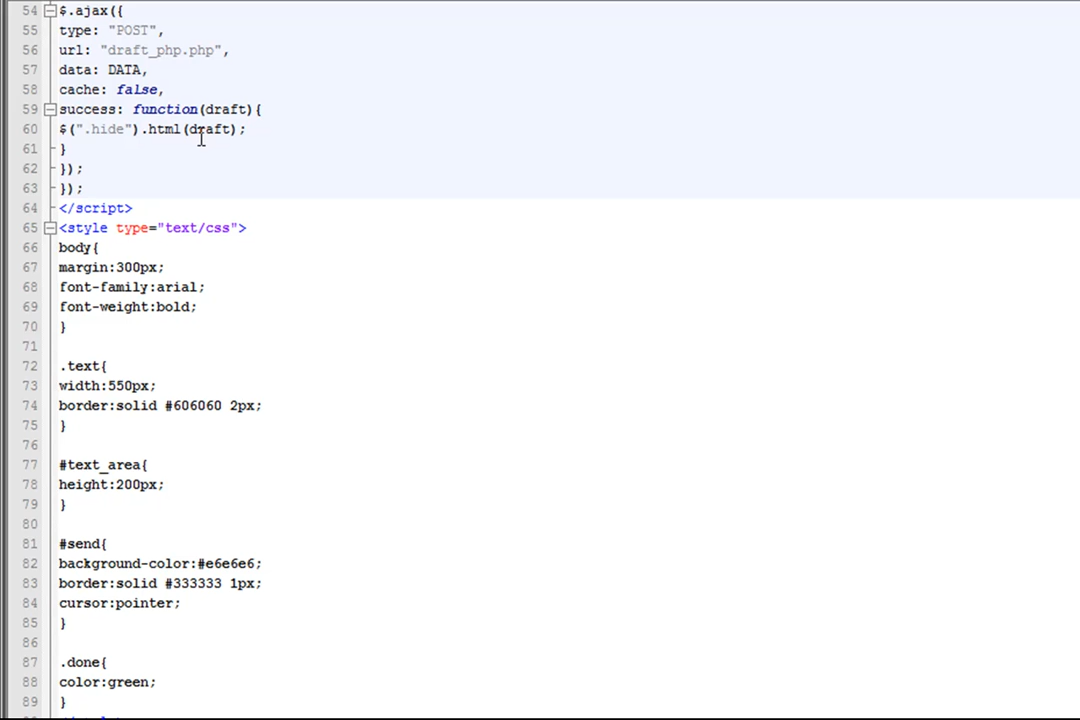 54 $.ajax({
55 type: "POST",
56 url: "draft_php.php",
57 data: DATA,
58 cache: false,
59 success: function(draft){
60 $(".hide").html(draft);
61 }
62 });
63 });
64 </script>
65 <style type="text/css">
66 body{
67 margin:300px;
68 font-family:arial;
69 font-weight:bold;
70 }
71
72 .text{
73 width:550px;
74 border:solid #606060 2px;
75 }
76
77 #text_area{
78 height:200px;
79 }
80
81 #send{
82 background-color:#e6e6e6;
83 border:solid #333333 1px;
84 cursor:pointer;
85 }
86
87 .done{
88 color:green;
89 }